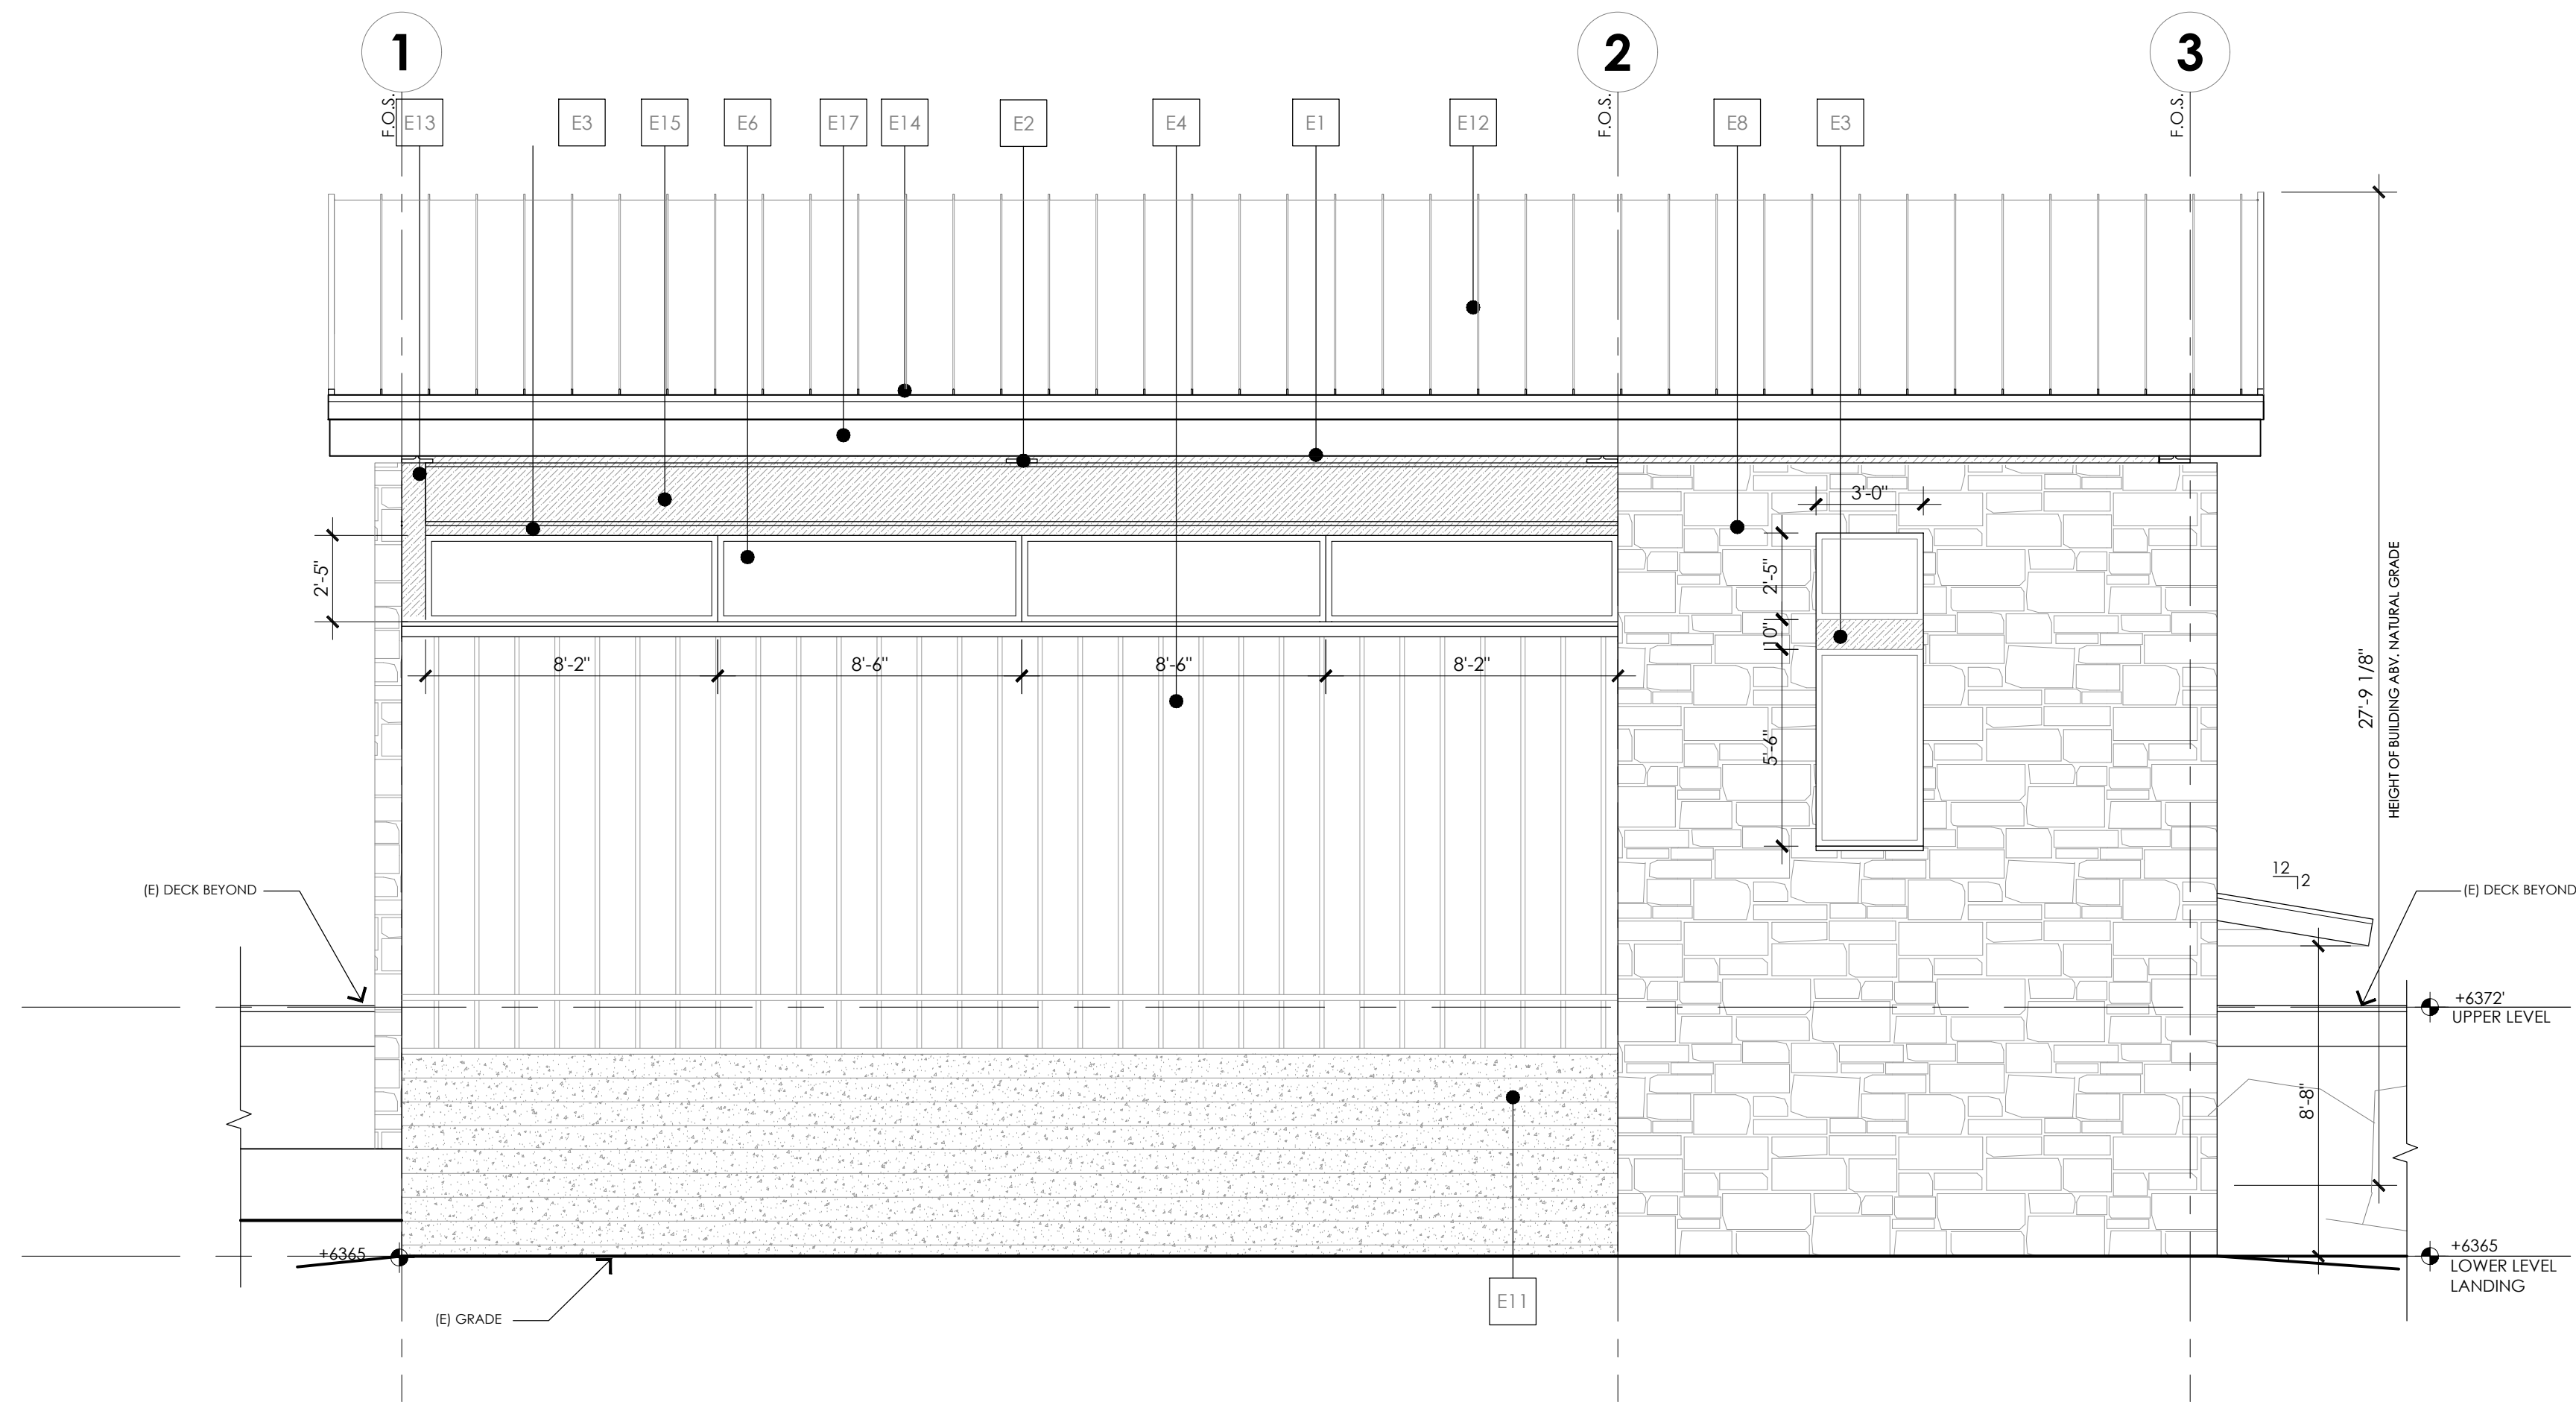 1
2
3
F.O.S.
F.O.S.
F.O.S.
E13
E3
E15
E6
E17
E14
E2
E4
E1
E12
E8
E3
3'-0"
2'-5"
2'-5"
10"
5'-6"
8'-2"
8'-6"
8'-6"
8'-2"
27'-9 1/8"
HEIGHT OF BUILDING ABV. NATURAL GRADE
12
2
(E) DECK BEYOND
(E) DECK BEYOND
+6372'
UPPER LEVEL
8'-8"
+6365
+6365
LOWER LEVEL
LANDING
E11
(E) GRADE